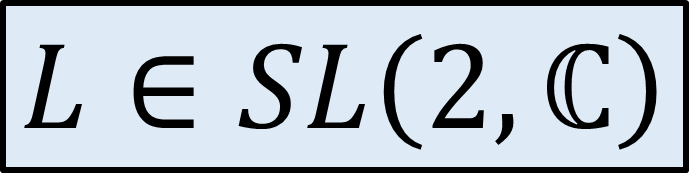 L ∈ SL(2, ℂ)